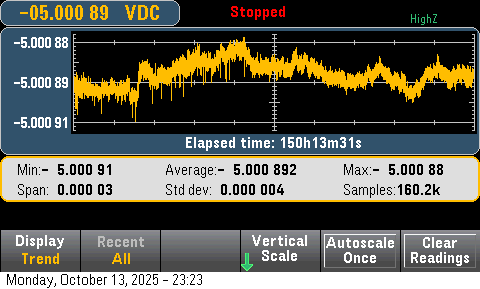 -05.000 89 VDC Stopped HighZ
-5.000 88
-5.000 89
-5.000 91
Elapsed time: 150h13m31s
Min:- 5.000 91 Average:- 5.000 892 Max:- 5.000 88
Span: 0.000 03 Std dev: 0.000 004 Samples:160.2k
Display Recent Vertical Autoscale Clear
Trend All Scale Once Readings
Monday, October 13, 2025 - 23:23